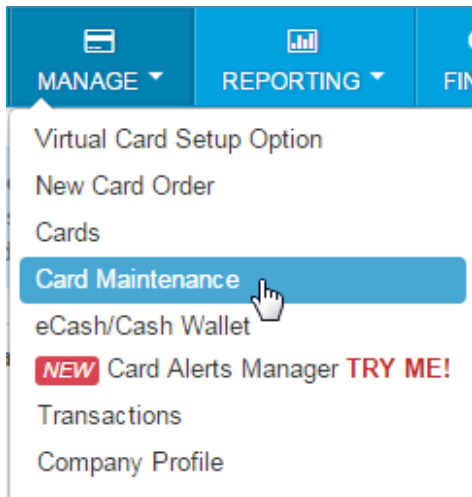 MANAGE
REPORTING
Virtual Card Setup Option
New Card Order
Cards
Card Maintenance
eCash/Cash Wallet
NEW Card Alerts Manager TRY ME!
Transactions
Company Profile